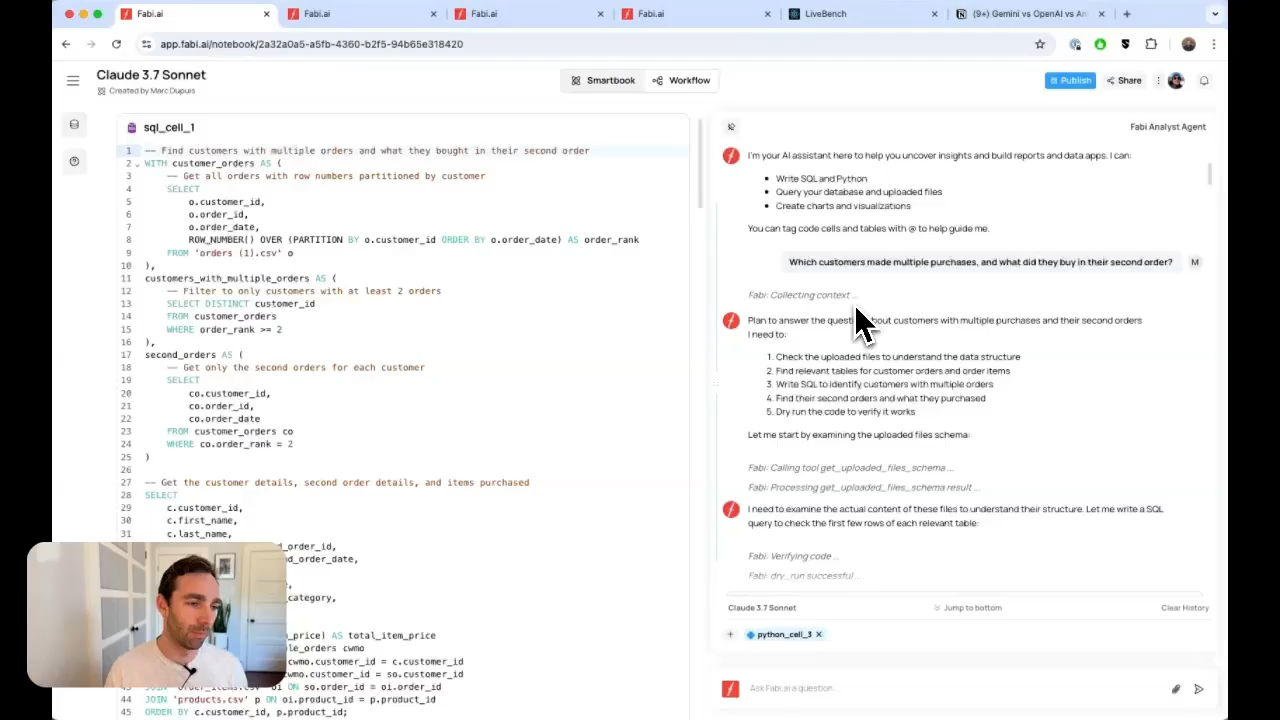 Fabi.ai
Fabi.ai
Fabi.ai
Fabi.ai
LiveBench
(9+) Gemini vs OpenAI vs An
app.fabi.ai/notebook/2a32a0a5-a5fb-4360-b2f5-94b65e318420
Claude 3.7 Sonnet
Created by Marc Dupuis
Smartbook
Workflow
Publish
Share
sql_cell_1
1 -- Find customers with multiple orders and what they bought in their second order
2 WITH customer_orders AS (
3 -- Get all orders with row numbers partitioned by customer
4 SELECT
5 o.customer_id,
6 o.order_id,
7 o.order_date,
8 ROW_NUMBER() OVER (PARTITION BY o.customer_id ORDER BY o.order_date) AS order_rank
9 FROM 'orders (1).csv' o
10 ),
11 customers_with_multiple_orders AS (
12 -- Filter to only customers with at least 2 orders
13 SELECT DISTINCT customer_id
14 FROM customer_orders
15 WHERE order_rank >= 2
16 ),
17 second_orders AS (
18 -- Get only the second orders for each customer
19 SELECT
20 co.customer_id,
21 co.order_id,
22 co.order_date
23 FROM customer_orders co
24 WHERE co.order_rank = 2
25 )
26
27 -- Get the customer details, second order details, and items purchased
28 SELECT
29 c.customer_id,
30 c.first_name,
31 c.last_name,
d_order_id,
nd_order_date,
ategory,
_price) AS total_item_price
le_orders cwmo
cwmo.customer_id = c.customer_id
so.customer_id = c.customer_id
JOIN 'order_items.csv' oi ON so.order_id = oi.order_id
44 JOIN 'products.csv' p ON oi.product_id = p.product_id
45 ORDER BY c.customer_id, p.product_id;
Fabi Analyst Agent
I'm your AI assistant here to help you uncover insights and build reports and data apps. I can:
• Write SQL and Python
• Query your database and uploaded files
• Create charts and visualizations
You can tag code cells and tables with @ to help guide me.
Which customers made multiple purchases, and what did they buy in their second order?
M
Fabi: Collecting context ...
Plan to answer the question about customers with multiple purchases and their second orders
I need to:
1. Check the uploaded files to understand the data structure
2. Find relevant tables for customer orders and order items
3. Write SQL to identify customers with multiple orders
4. Find their second orders and what they purchased
5. Dry run the code to verify it works
Let me start by examining the uploaded files schema:
Fabi: Calling tool get_uploaded_files_schema ...
Fabi: Processing get_uploaded_files_schema result ...
I need to examine the actual content of these files to understand their structure. Let me write a SQL
query to check the first few rows of each relevant table:
Fabi: Verifying code ...
Fabi: dry_run successful ...
Claude 3.7 Sonnet
Jump to bottom
Clear History
+ python_cell_3 ×
Ask Fabi.ai a question...